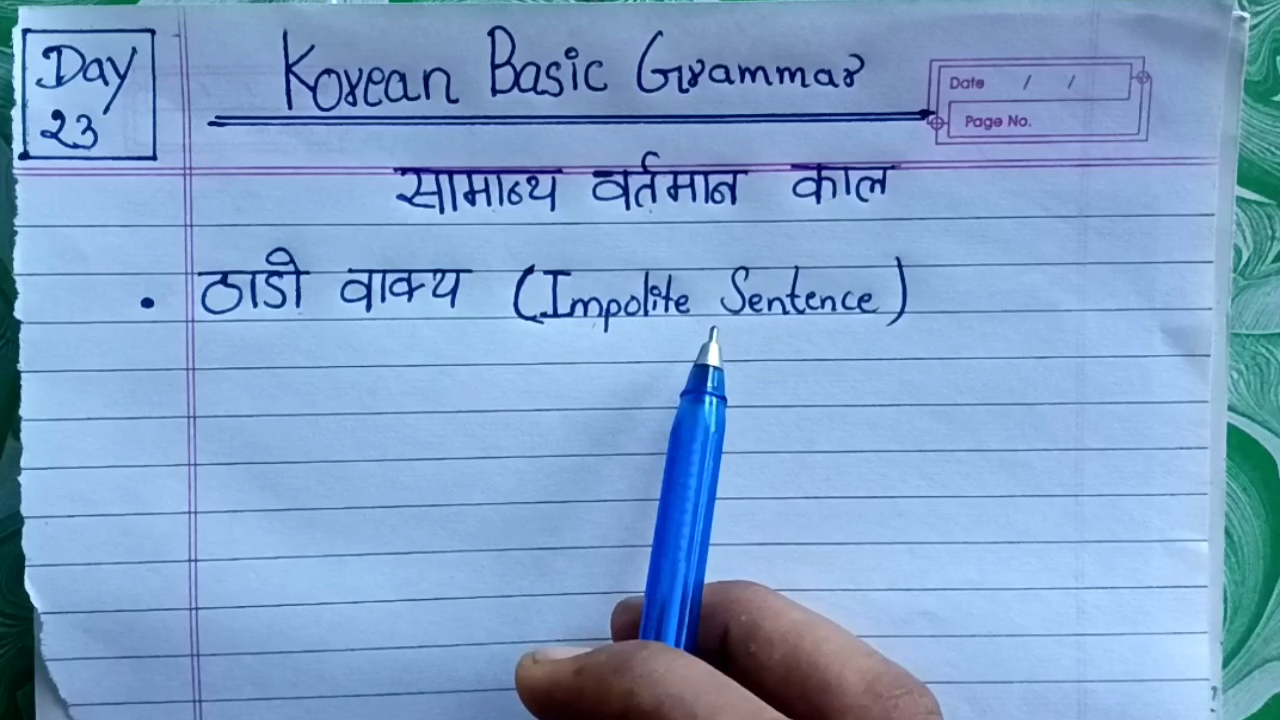 Day
23
Korean Basic Grammar
Date / /
Page No.
सामान्य वर्तमान काल
• ठाडो वाक्य (Impolite Sentence)